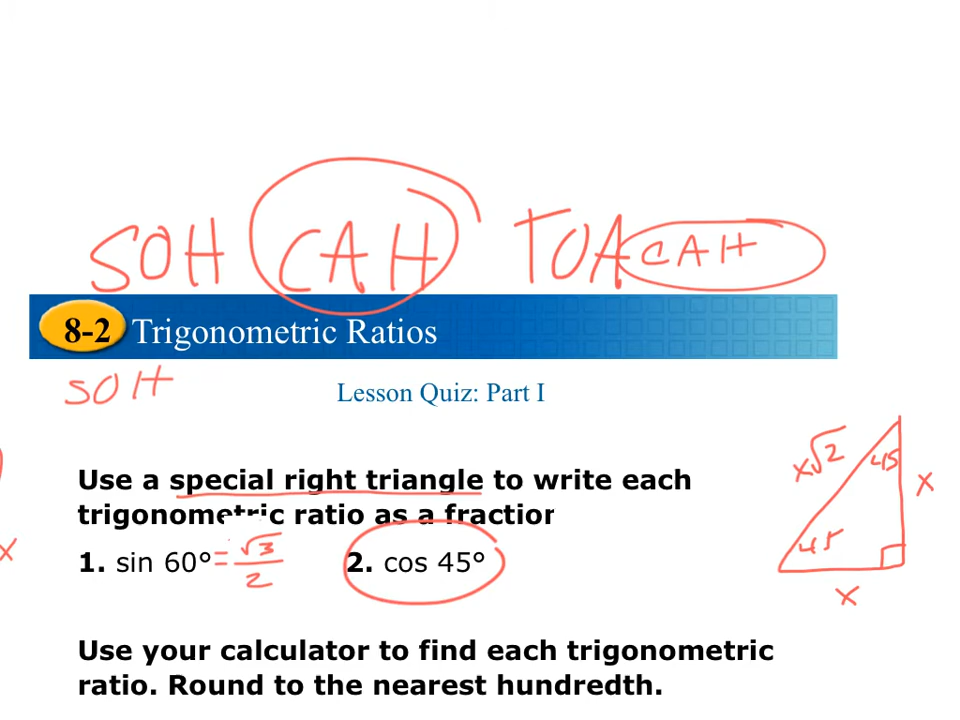 SOH CAH TOA CAH
8-2 Trigonometric Ratios
SOH
Lesson Quiz: Part I
Use a special right triangle to write each
trigonometric ratio as a fraction
1. sin 60° = √3/2 2. cos 45°
x√2
45
x
45
x
x
Use your calculator to find each trigonometric
ratio. Round to the nearest hundredth.